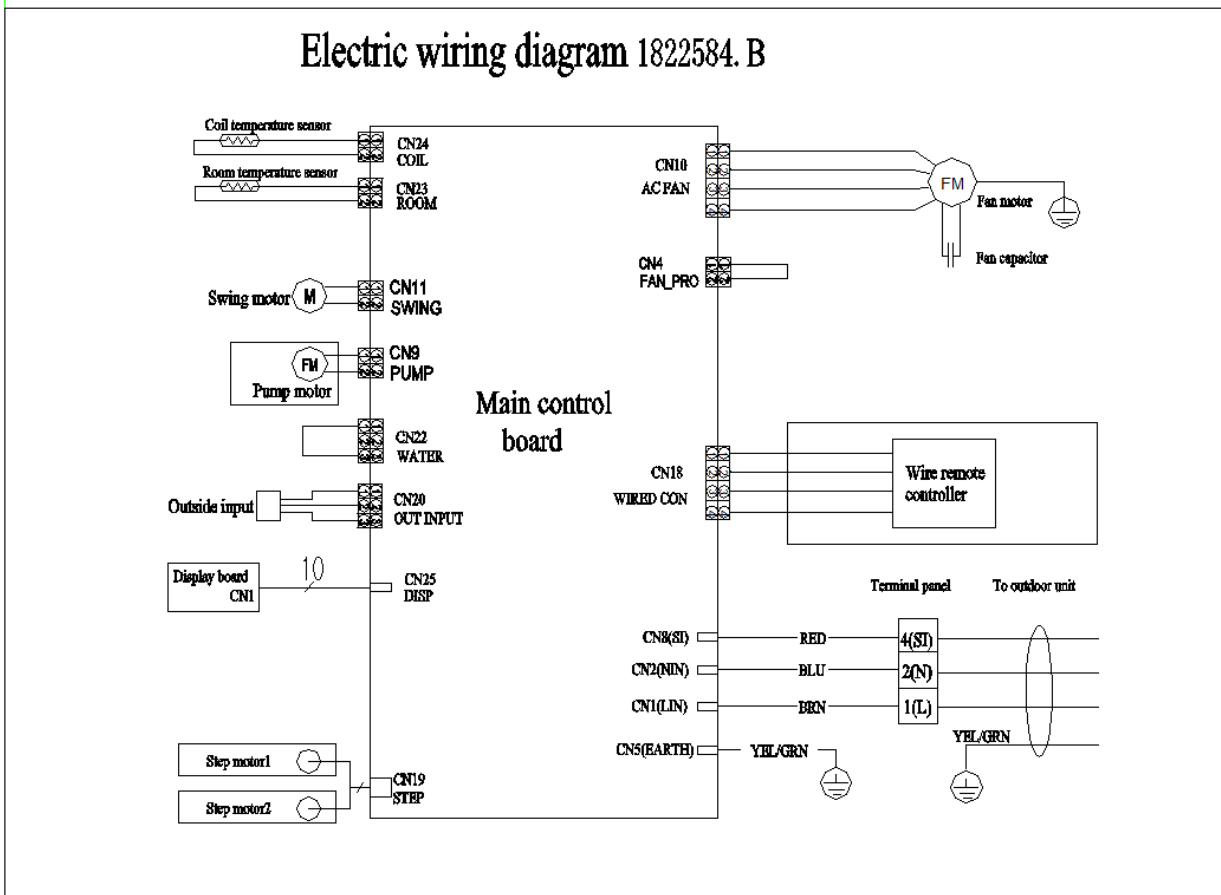 Electric wiring diagram 1822584. B
Coil temperature sensor
CN24
COIL
Room temperature sensor
CN23
ROOM
Swing motor
M
CN11
SWING
FM
Pump motor
CN9
PUMP
CN22
WATER
Outside input
CN20
OUT INPUT
Display board
CN1
10
CN25
DISP
Step motor1
Step motor2
CN19
STEP
Main control
board
CN10
AC FAN
FM
Fan motor
Fan capacitor
CN4
FAN_PRO
CN18
WIRED CON
Wire remote
controller
Terminal panel
To outdoor unit
CN8(SI)
RED
4(SI)
CN2(NIN)
BLU
2(N)
CN1(LIN)
BRN
1(L)
CN5(EARTH)
YEL/GRN
YEL/GRN